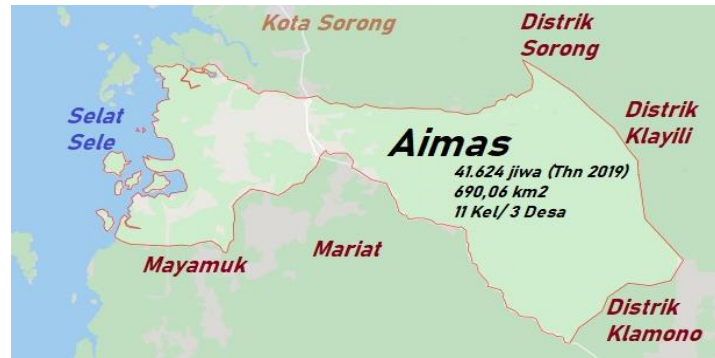 Kota Sorong
Distrik
Sorong
Selat
Sele
Distrik
Klayili
Aimas
41.624 jiwa (Thn 2019)
690,06 km2
11 Kel/ 3 Desa
Mayamuk
Mariat
Distrik
Klamono